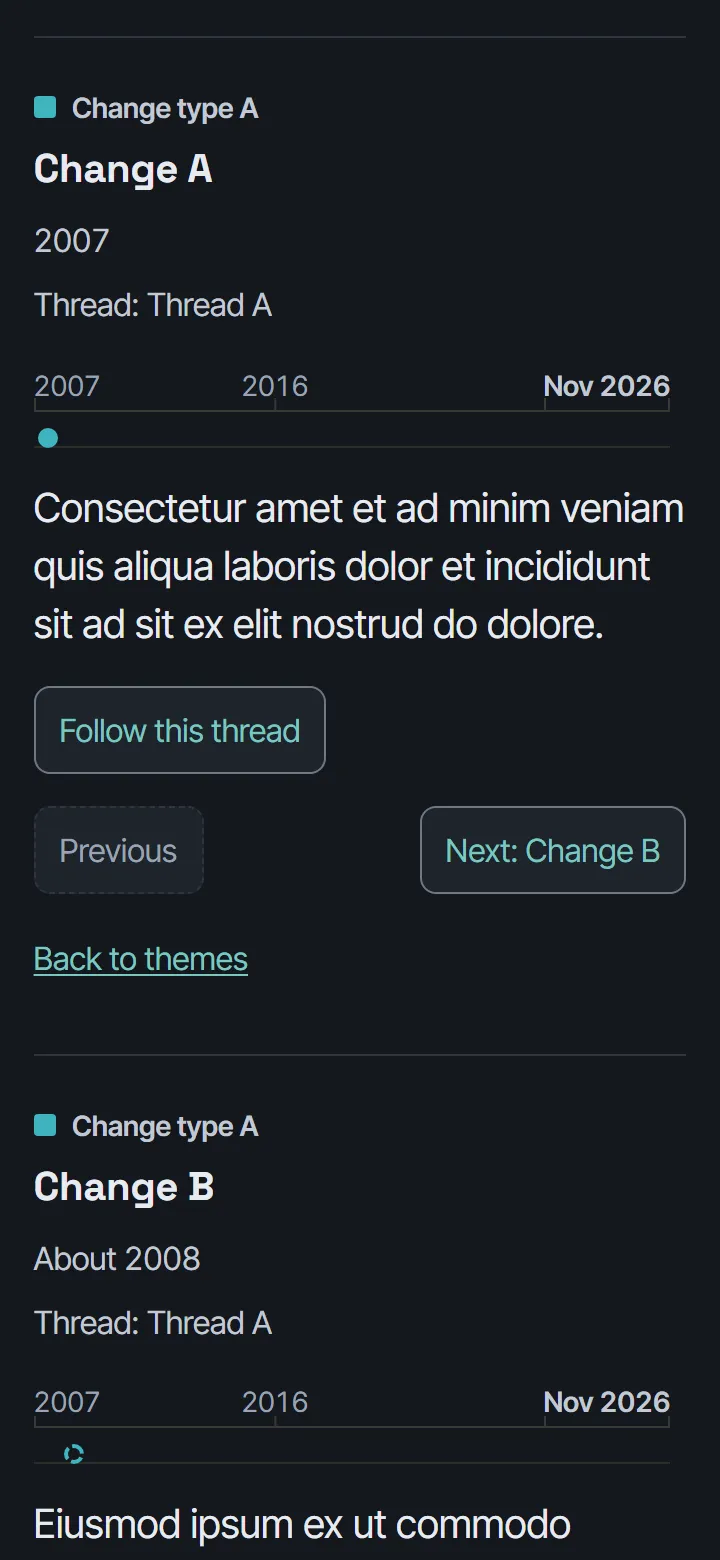 Change type A
Change A
2007
Thread: Thread A
2007 2016 Nov 2026
Consectetur amet et ad minim veniam
quis aliqua laboris dolor et incididunt
sit ad sit ex elit nostrud do dolore.
Follow this thread
Previous Next: Change B
Back to themes
Change type A
Change B
About 2008
Thread: Thread A
2007 2016 Nov 2026
Eiusmod ipsum ex ut commodo